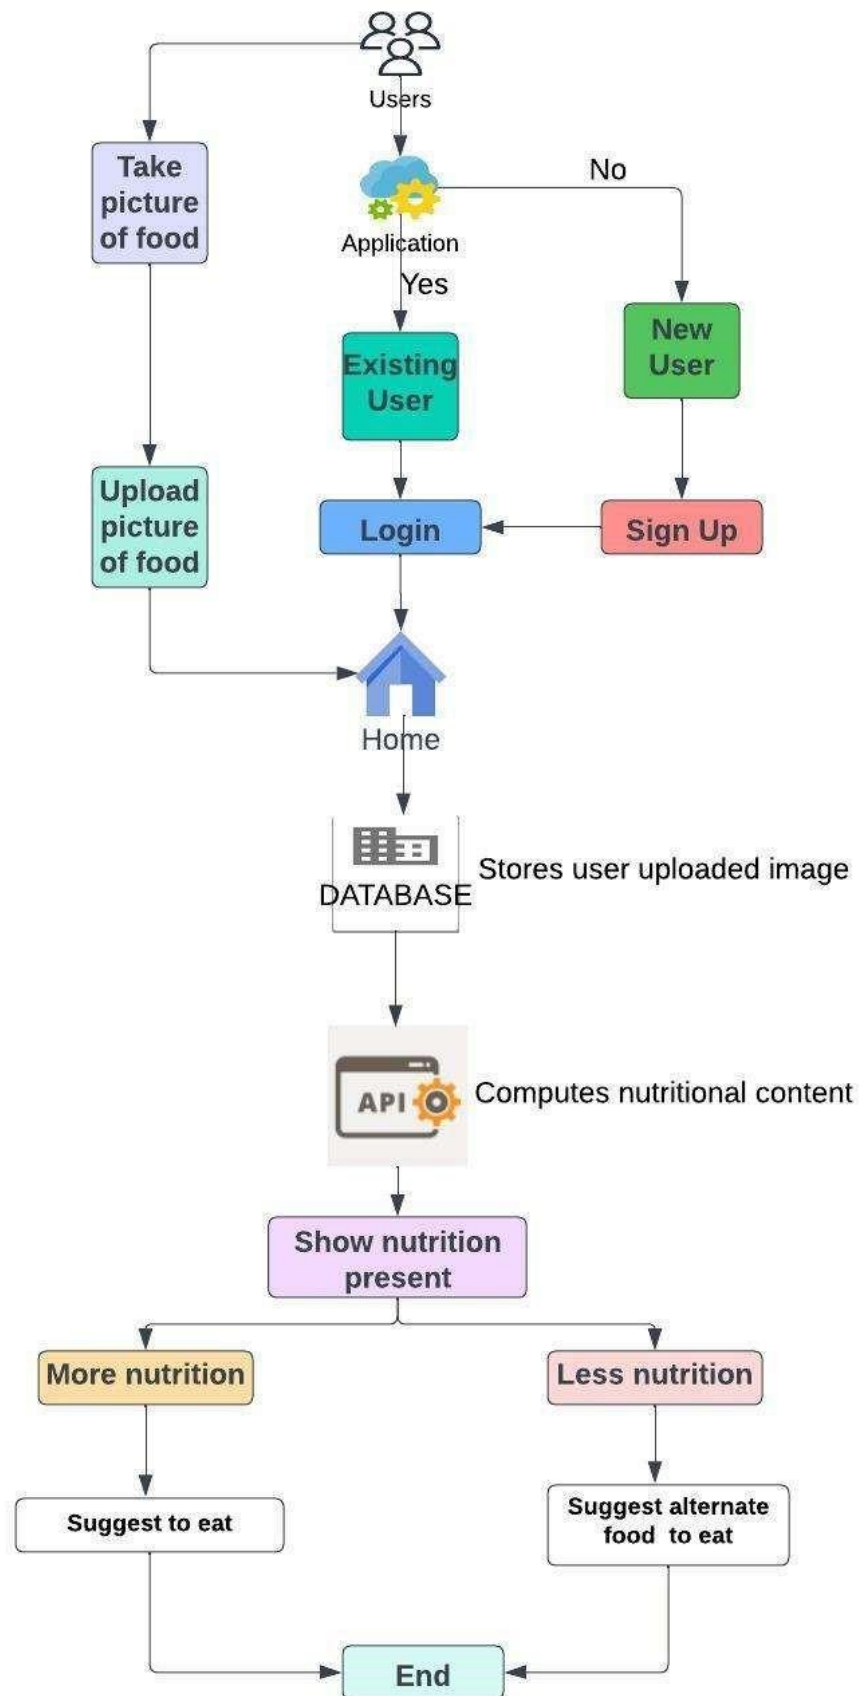 Users
Take
picture
of food
No
Application
Yes
New
User
Existing
User
Upload
picture
of food
Login
Sign Up
Home
Stores user uploaded image
DATABASE
API
Computes nutritional content
Show nutrition
present
More nutrition
Less nutrition
Suggest to eat
Suggest alternate
food to eat
End